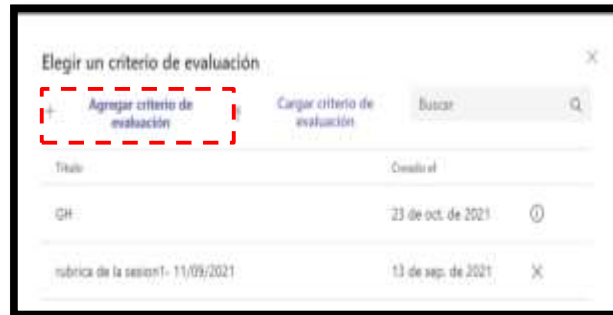 Elegir un criterio de evaluación
Agregar criterio de
evaluación
Cargar criterio de
evaluación
Buscar
Título
Creado el
GH
23 de oct. de 2021
rubrica de la sesion1- 11/09/2021
13 de sep. de 2021